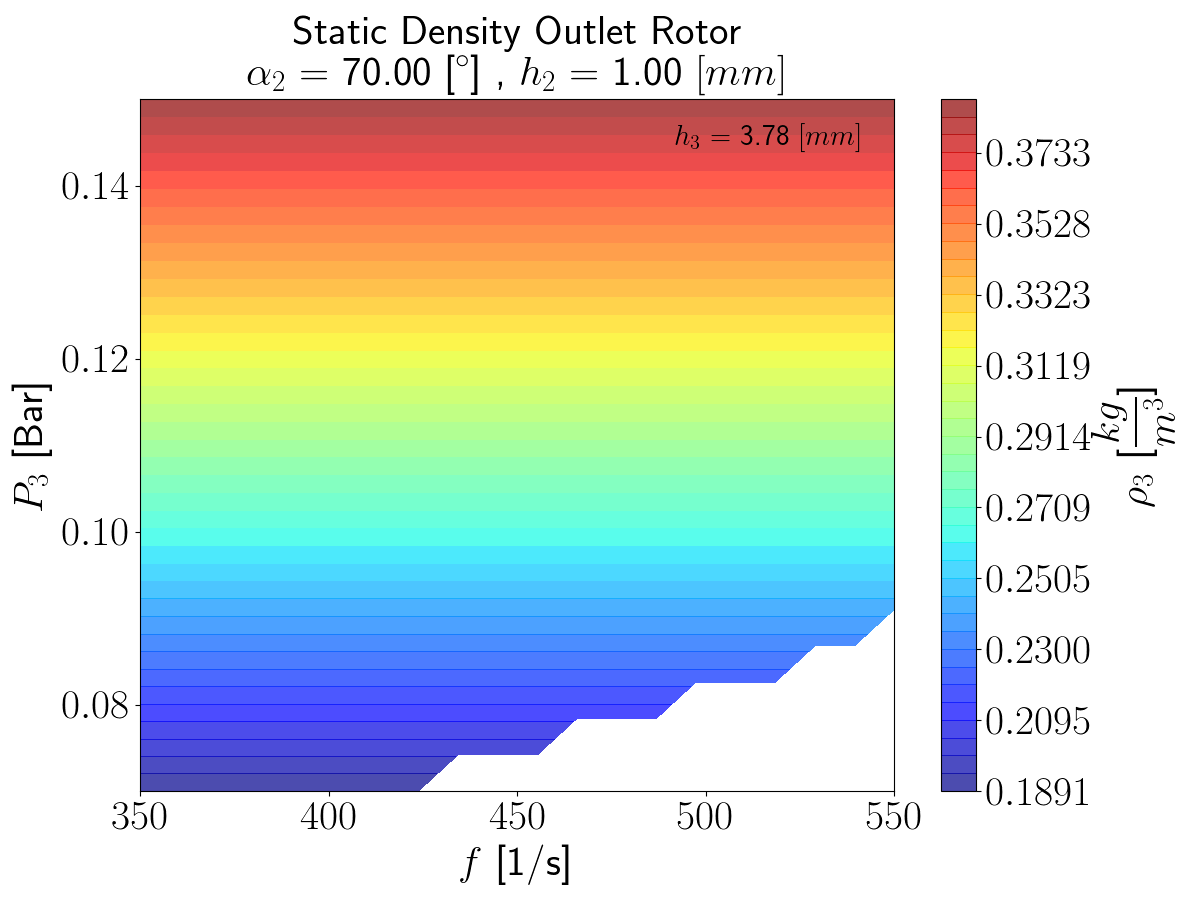 Static Density Outlet Rotor
α₂ = 70.00 [°] , h₂ = 1.00 [mm]
h₃ = 3.78 [mm]
0.14
0.12
0.10
0.08
P₃ [Bar]
350 400 450 500 550
f [1/s]
0.3733
0.3528
0.3323
0.3119
0.2914
0.2709
0.2505
0.2300
0.2095
0.1891
ρ₃ [kg/m³]